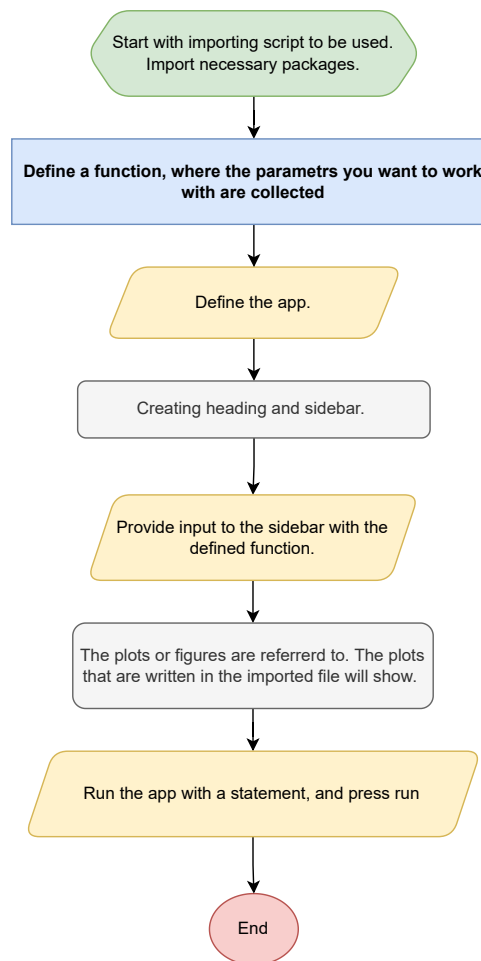 Start with importing script to be used.
Import necessary packages.
Define a function, where the parametrs you want to work
with are collected
Define the app.
Creating heading and sidebar.
Provide input to the sidebar with the
defined function.
The plots or figures are referrerd to. The plots
that are written in the imported file will show.
Run the app with a statement, and press run
End